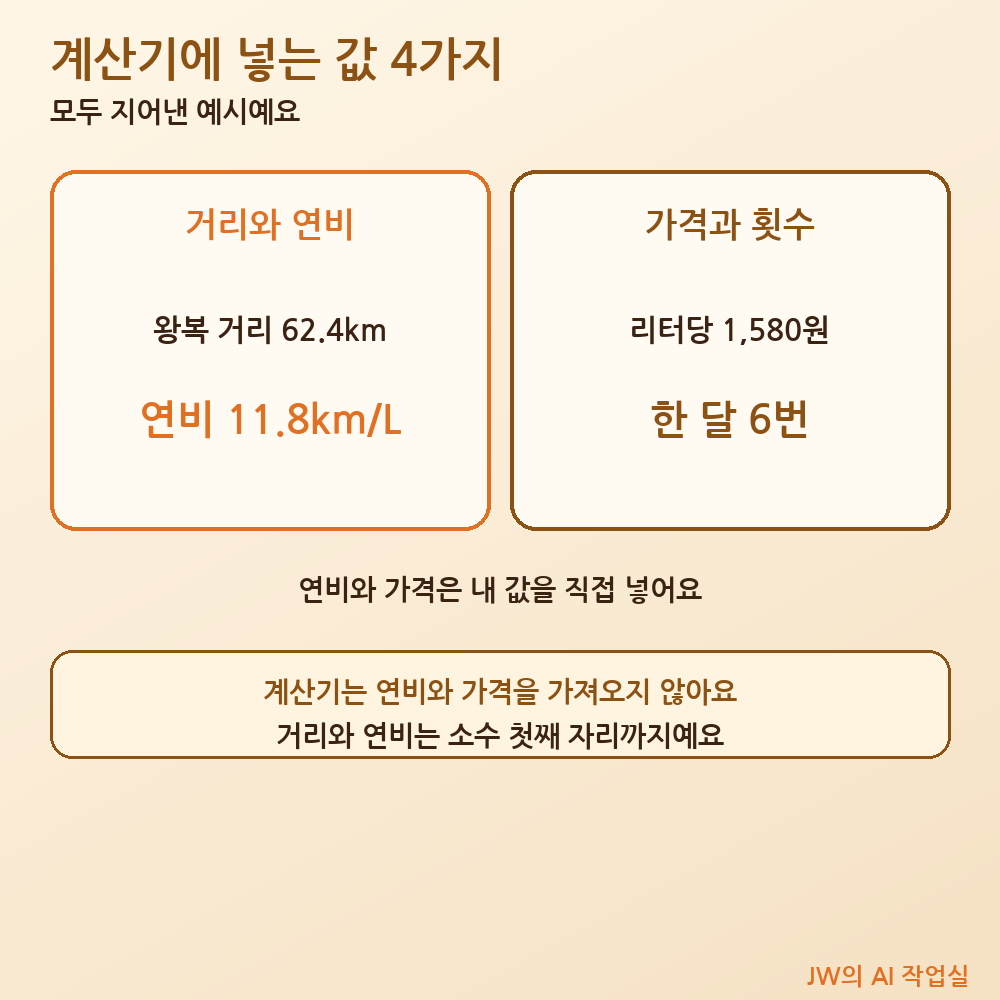 계산기에 넣는 값 4가지
모두 지어낸 예시예요
거리와 연비
왕복 거리 62.4km
연비 11.8km/L
가격과 횟수
리터당 1,580원
한 달 6번
연비와 가격은 내 값을 직접 넣어요
계산기는 연비와 가격을 가져오지 않아요
거리와 연비는 소수 첫째 자리까지예요
JW의 AI 작업실